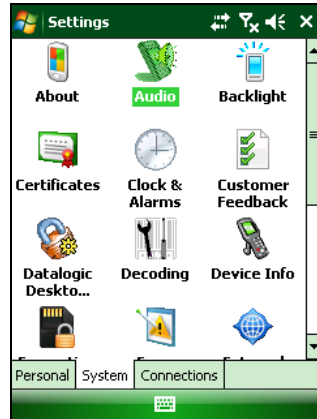 Settings
About
Audio
Backlight
Certificates
Clock &
Alarms
Customer
Feedback
Datalogic
Deskto...
Decoding
Device Info
Personal
System
Connections